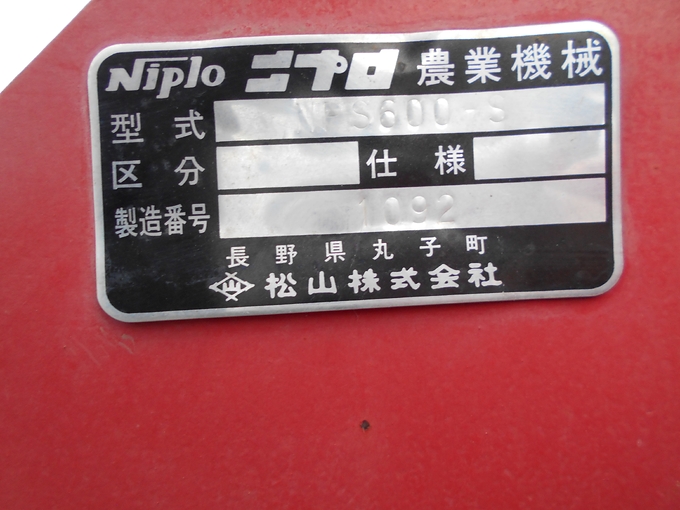 Niplo ニプロ 農業機械
型式 FS600-S
区分 仕様
製造番号 1092
長野県丸子町
松山株式会社